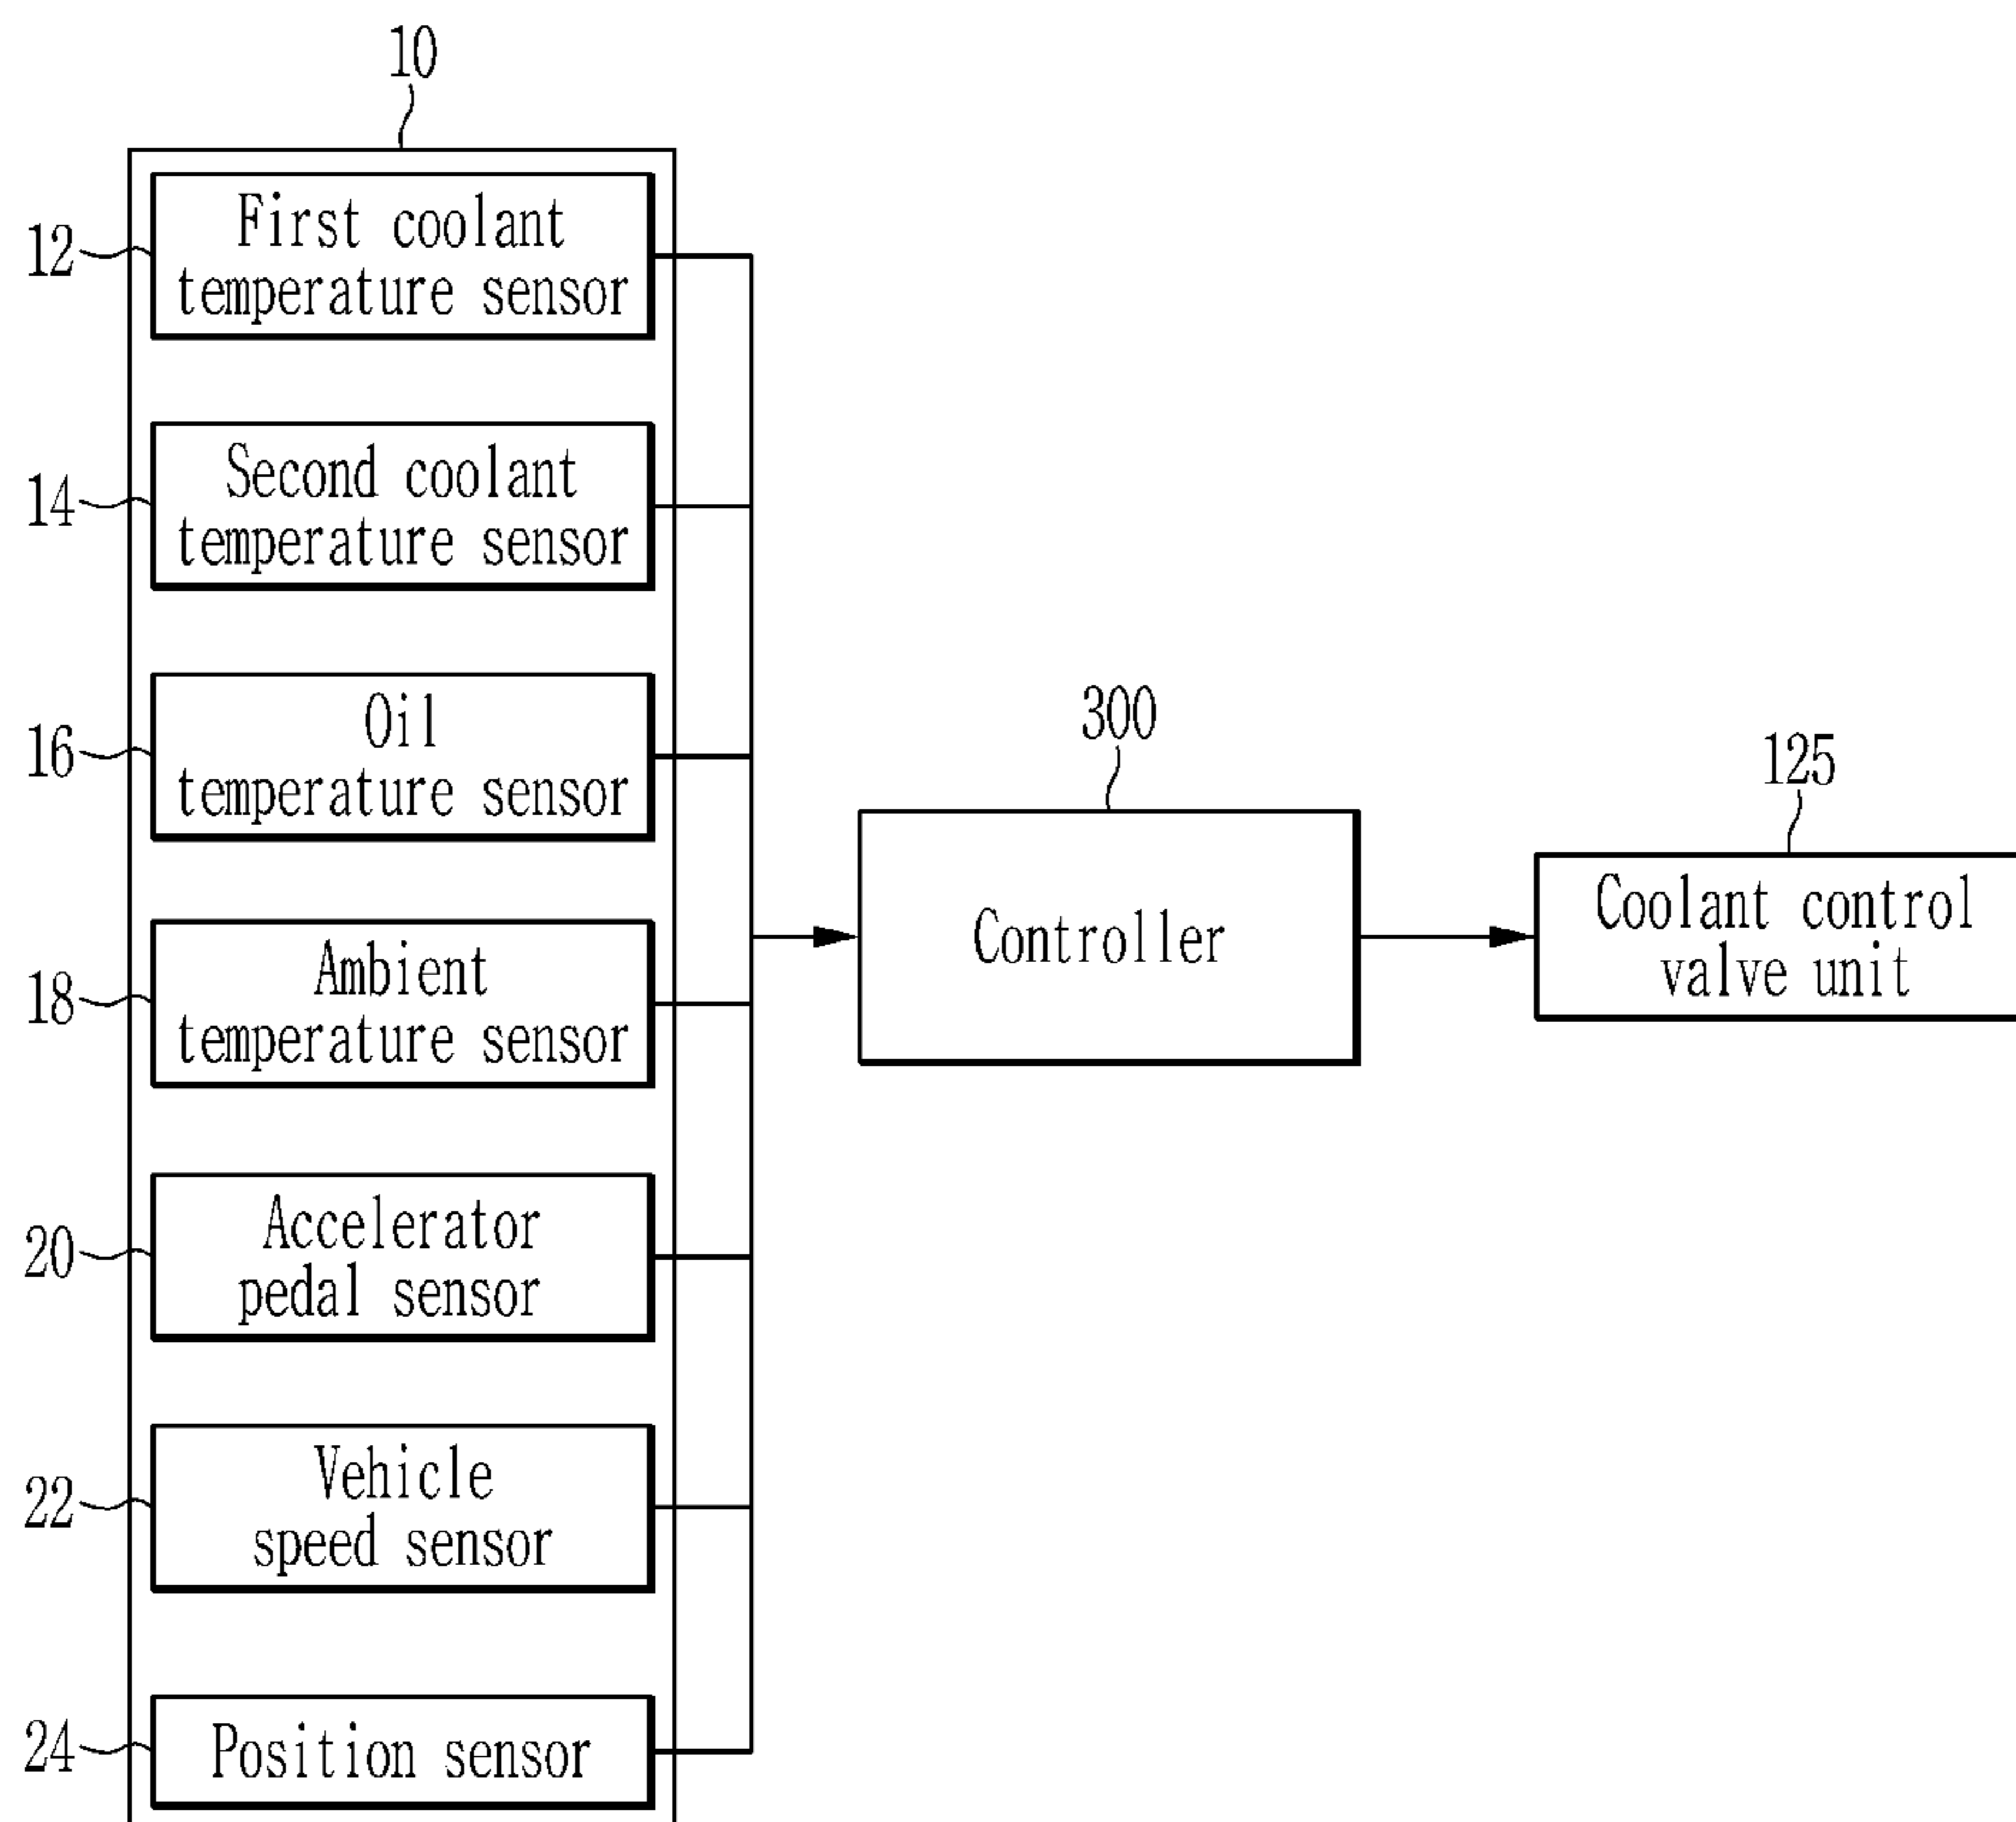 10
12
First coolant
temperature sensor
14
Second coolant
temperature sensor
16
Oil
temperature sensor
18
Ambient
temperature sensor
20
Accelerator
pedal sensor
22
Vehicle
speed sensor
24
Position sensor
300
Controller
125
Coolant control
valve unit